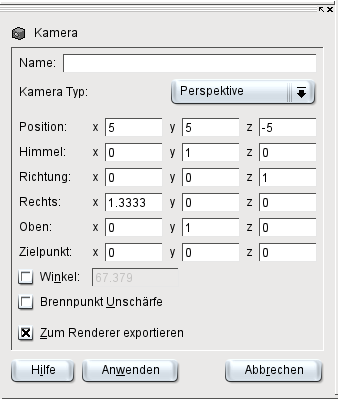 Kamera
Name:
Kamera Typ: Perspektive
Position: x 5 y 5 z -5
Himmel: x 0 y 1 z 0
Richtung: x 0 y 0 z 1
Rechts: x 1.3333 y 0 z 0
Oben: x 0 y 1 z 0
Zielpunkt: x 0 y 0 z 0
Winkel: 67.379
Brennpunkt Unschärfe
Zum Renderer exportieren
Hilfe Anwenden Abbrechen